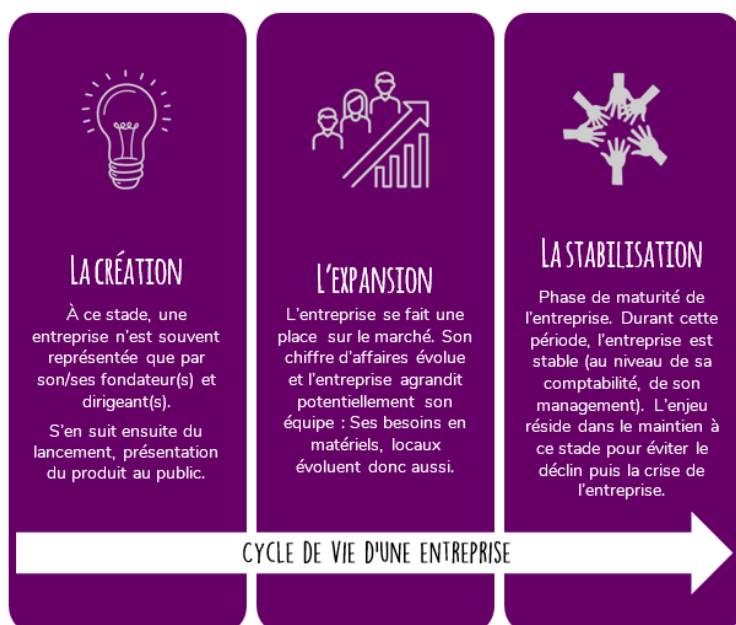 LA CRÉATION
À ce stade, une
entreprise n'est souvent
représentée que par
son/ses fondateur(s) et
dirigeant(s).
S'en suit ensuite du
lancement, présentation
du produit au public.
L'EXPANSION
L'entreprise se fait une
place sur le marché. Son
chiffre d'affaires évolue
et l'entreprise agrandit
potentiellement son
équipe : Ses besoins en
matériels, locaux
évoluent donc aussi.
LA STABILISATION
Phase de maturité de
l'entreprise. Durant cette
période, l'entreprise est
stable (au niveau de sa
comptabilité, de son
management). L'enjeu
réside dans le maintien à
ce stade pour éviter le
déclin puis la crise de
l'entreprise.
CYCLE DE VIE D'UNE ENTREPRISE